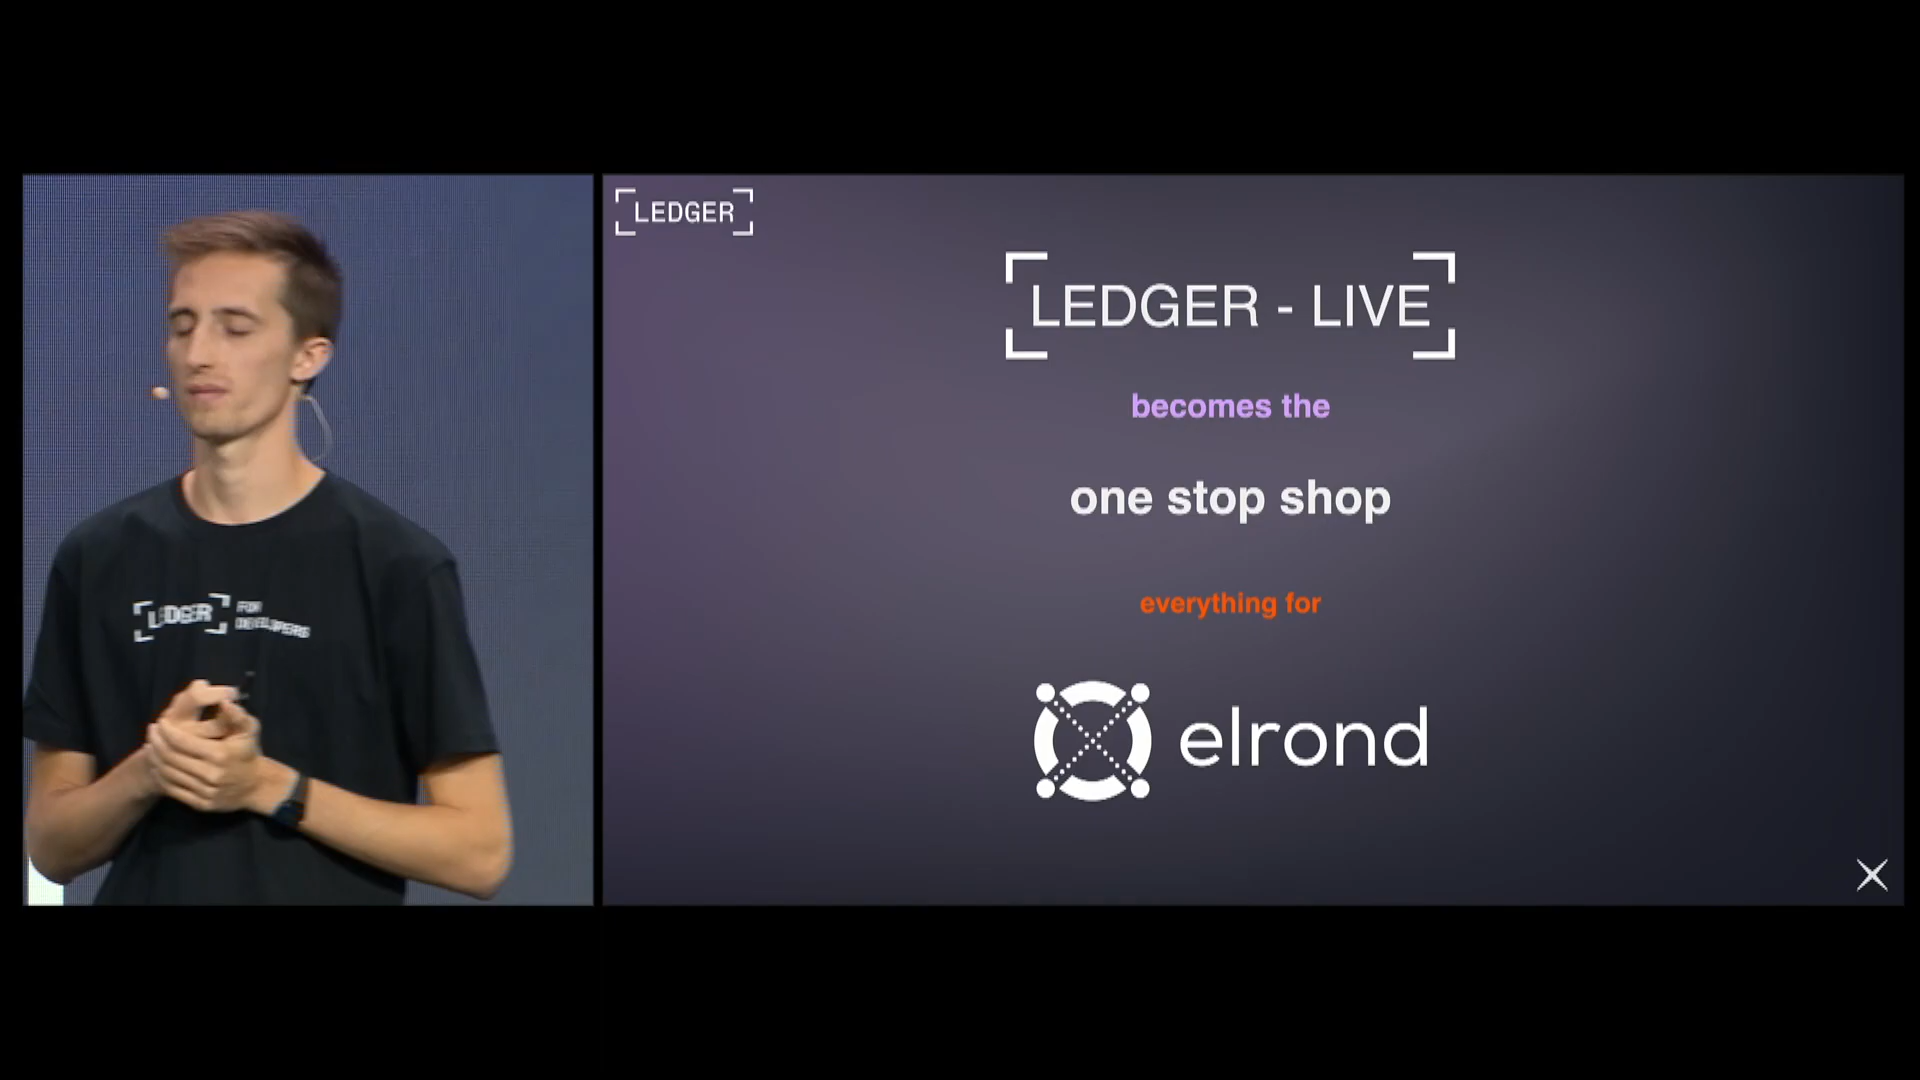 LEDGER
LEDGER - LIVE
becomes the
one stop shop
everything for
elrond
LEDGER FOR
DEVELOPERS